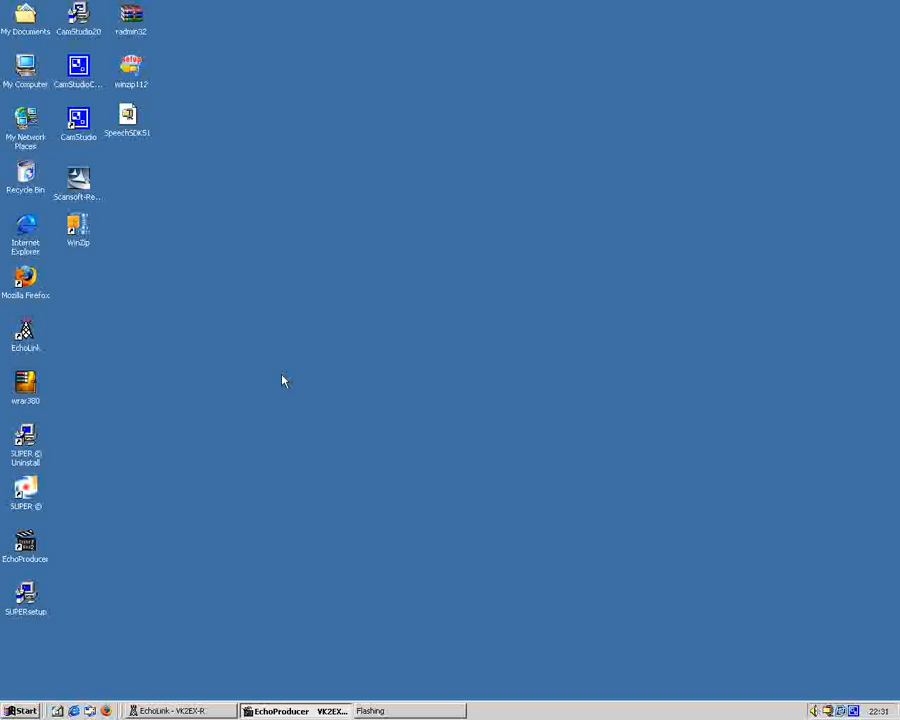 My Documents
CamStudio20
radmin32
My Computer
CamStudioC...
winzip112
My Network
Places
CamStudio
SpeechSDK51
Recycle Bin
Scansoft-Re...
Internet
Explorer
WinZip
Mozilla Firefox
EchoLink
wrar380
SUPER ©
Uninstall
SUPER ©
EchoProducer
SUPERsetup
Start
EchoLink - VK2EX-R
EchoProducer VK2EX...
Flashing
22:31